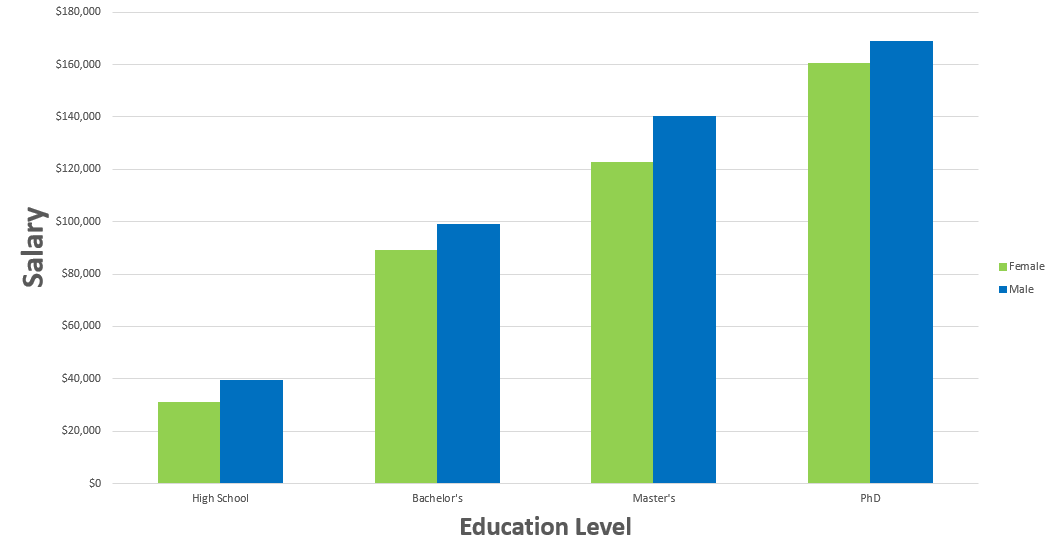 $180,000
$160,000
$140,000
$120,000
$100,000
$80,000
$60,000
$40,000
$20,000
$0
Salary
High School
Bachelor's
Master's
PhD
Education Level
Female
Male